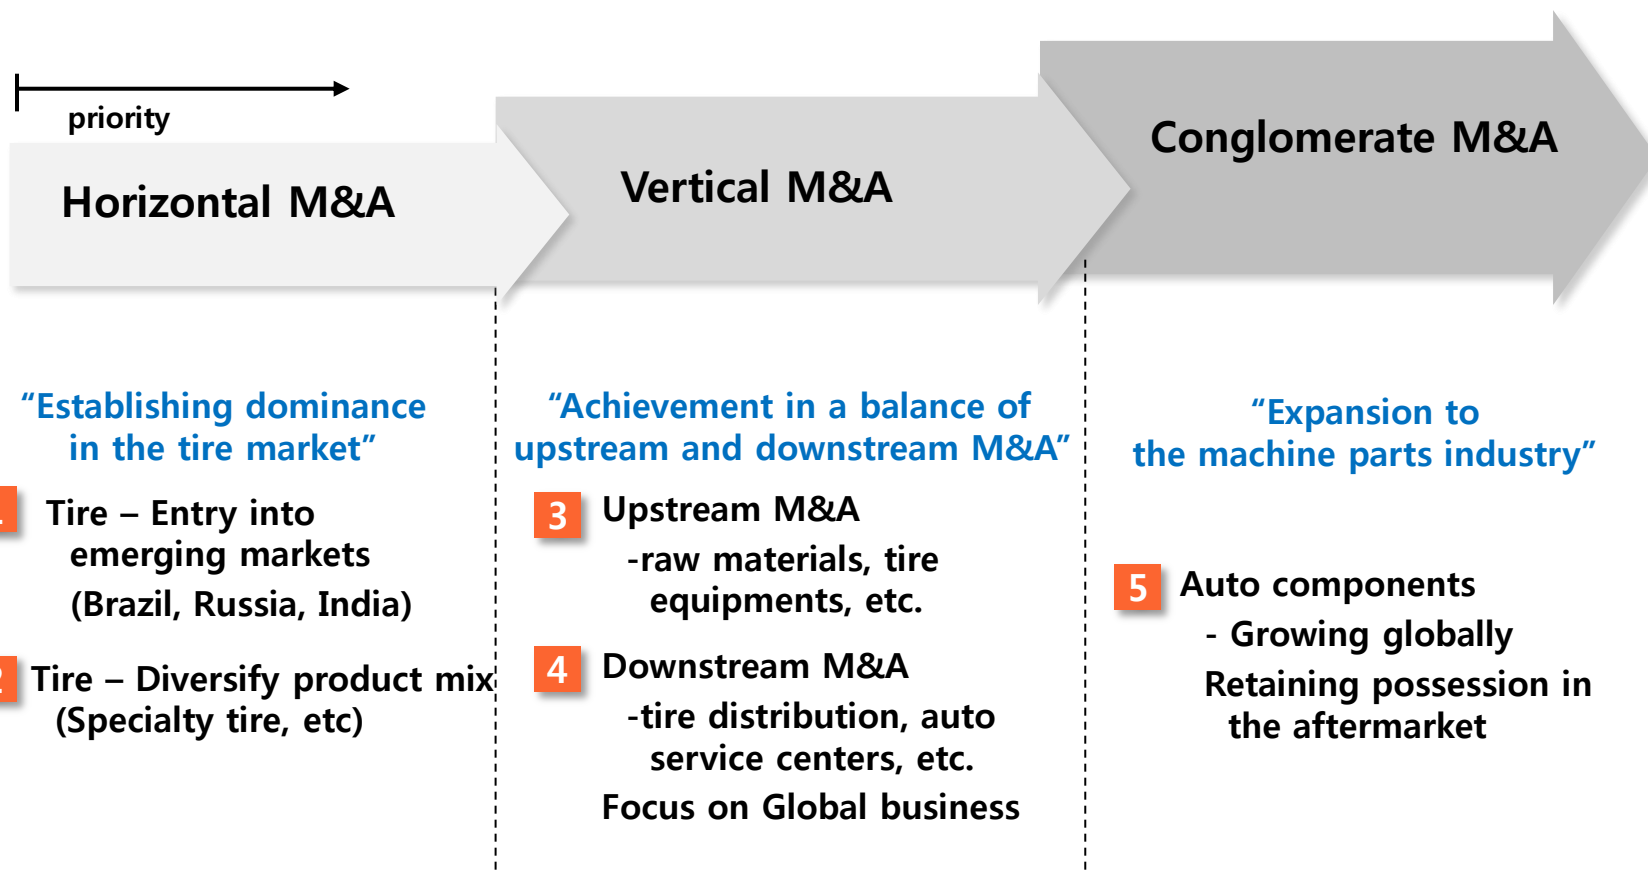 priority
Horizontal M&A
Vertical M&A
Conglomerate M&A
“Establishing dominance
in the tire market”
1
Tire – Entry into
emerging markets
(Brazil, Russia, India)
2
Tire – Diversify product mix
(Specialty tire, etc)
“Achievement in a balance of
upstream and downstream M&A”
3
Upstream M&A
-raw materials, tire
equipments, etc.
4
Downstream M&A
-tire distribution, auto
service centers, etc.
Focus on Global business
“Expansion to
the machine parts industry”
5
Auto components
- Growing globally
Retaining possession in
the aftermarket